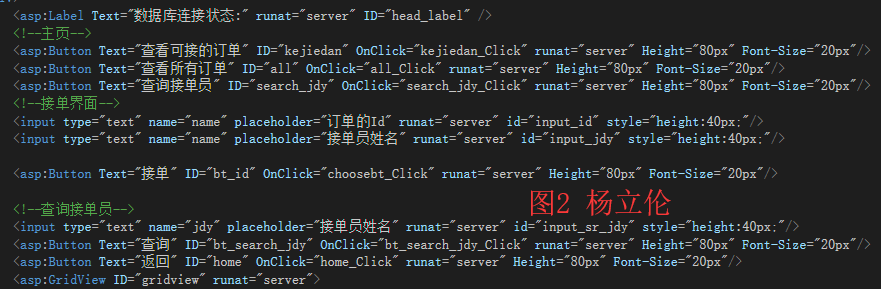 <asp:Label Text="数据库连接状态:" runat="server" ID="head_label" />
<!--主页-->
<asp:Button Text="查看可接的订单" ID="kejiedan" OnClick="kejiedan_Click" runat="server" Height="80px" Font-Size="20px"/>
<asp:Button Text="查看所有订单" ID="all" OnClick="all_Click" runat="server" Height="80px" Font-Size="20px"/>
<asp:Button Text="查询接单员" ID="search_jdy" OnClick="search_jdy_Click" runat="server" Height="80px" Font-Size="20px"/>
<!--接单界面-->
<input type="text" name="name" placeholder="订单的Id" runat="server" id="input_id" style="height:40px;"/>
<input type="text" name="name" placeholder="接单员姓名" runat="server" id="input_jdy" style="height:40px;"/>
<asp:Button Text="接单" ID="bt_id" OnClick="choosebt_Click" runat="server" Height="80px" Font-Size="20px"/>
图2 杨立伦
<!--查询接单员-->
<input type="text" name="jdy" placeholder="接单员姓名" runat="server" id="input_sr_jdy" style="height:40px;"/>
<asp:Button Text="查询" ID="bt_search_jdy" OnClick="bt_search_jdy_Click" runat="server" Height="80px" Font-Size="20px"/>
<asp:Button Text="返回" ID="home" OnClick="home_Click" runat="server" Height="80px" Font-Size="20px"/>
<asp:GridView ID="gridview" runat="server">